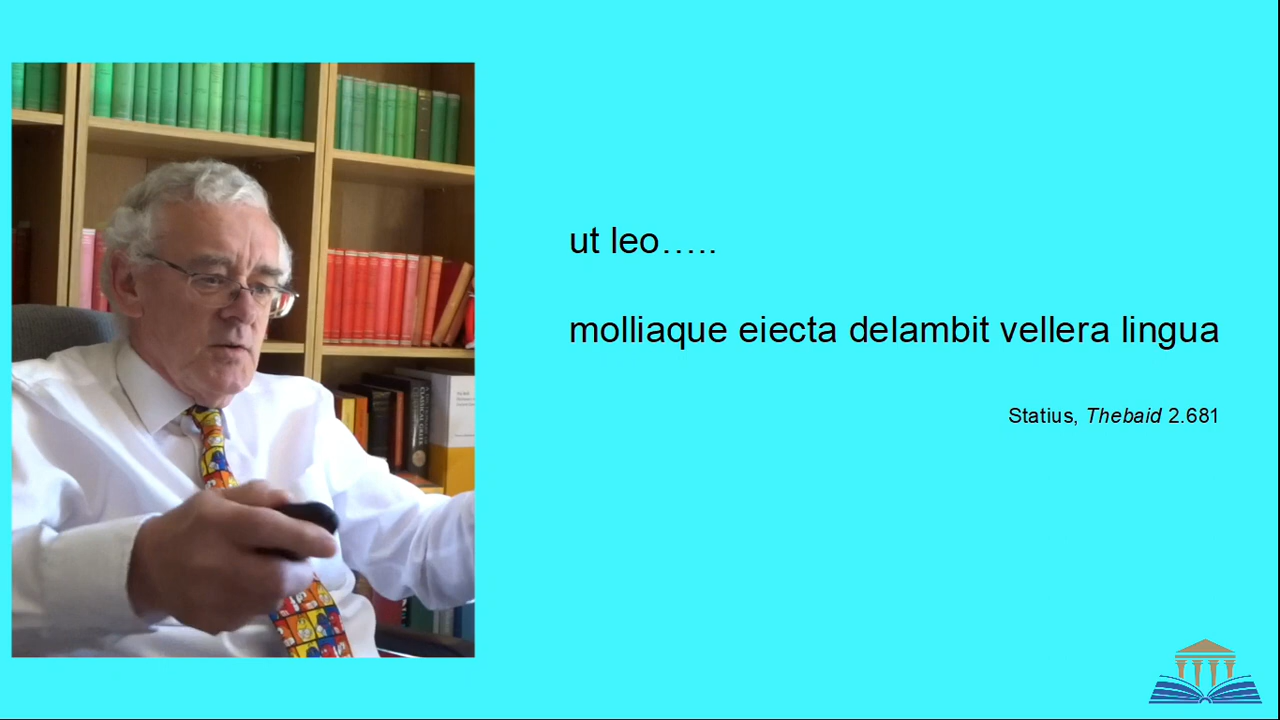 ut leo.....
molliaque eiecta delambit vellera lingua
Statius, Thebaid 2.681